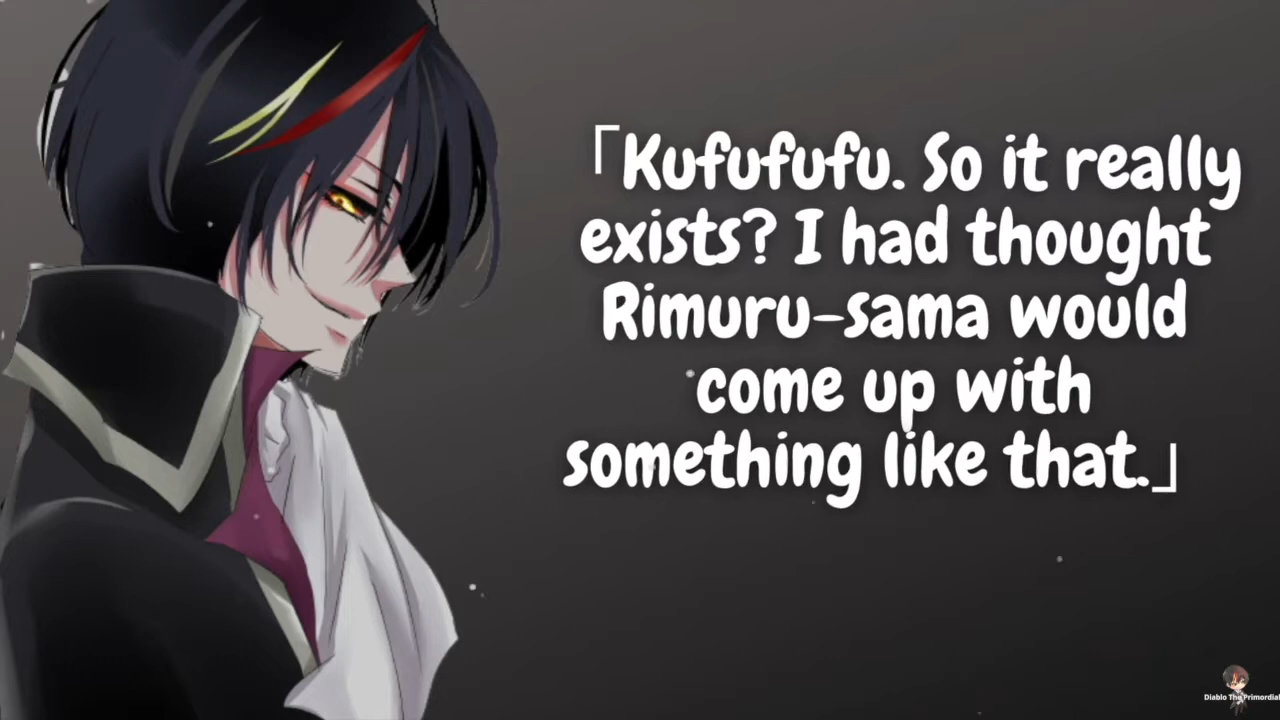 「Kufufufu. So it really
exists? I had thought
Rimuru-sama would
come up with
something like that.」
Diablo The Primordial